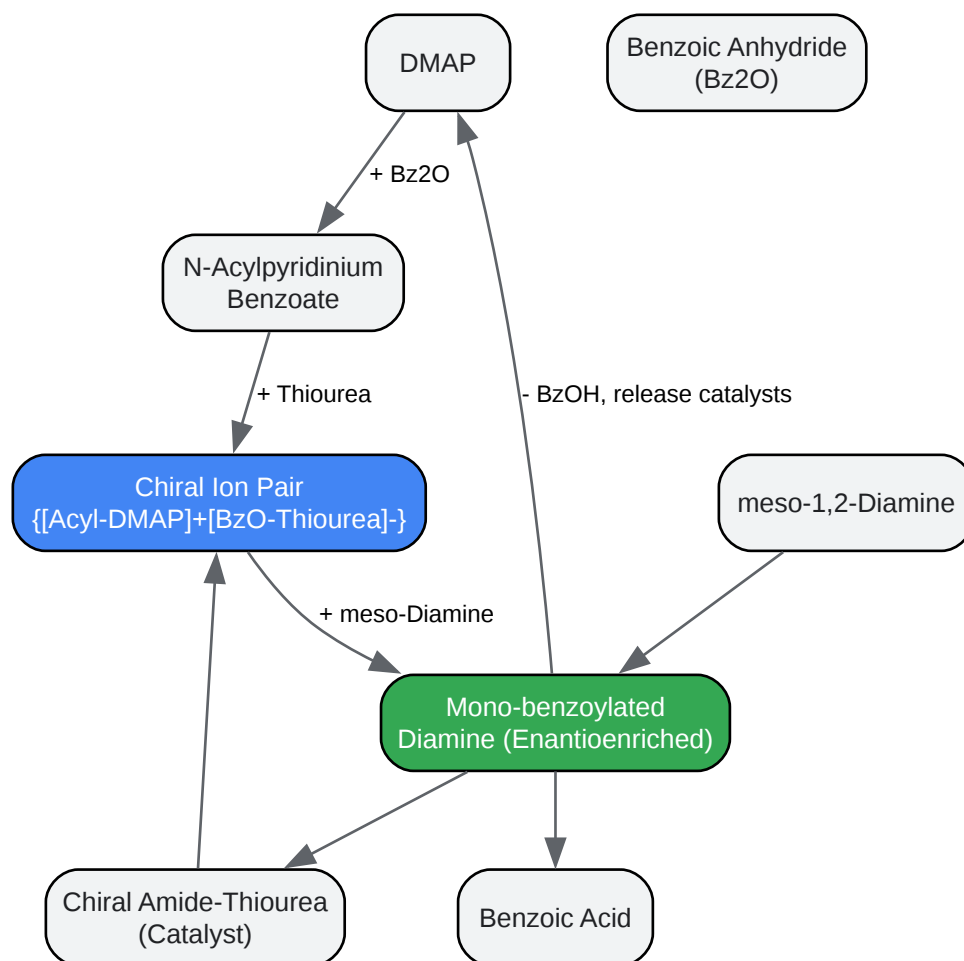 DMAP
Benzoic Anhydride
(Bz2O)
+ Bz2O
N-Acylpyridinium
Benzoate
+ Thiourea
- BzOH, release catalysts
Chiral Ion Pair
{[Acyl-DMAP]+[BzO-Thiourea]-}
meso-1,2-Diamine
+ meso-Diamine
Mono-benzoylated
Diamine (Enantioenriched)
Chiral Amide-Thiourea
(Catalyst)
Benzoic Acid